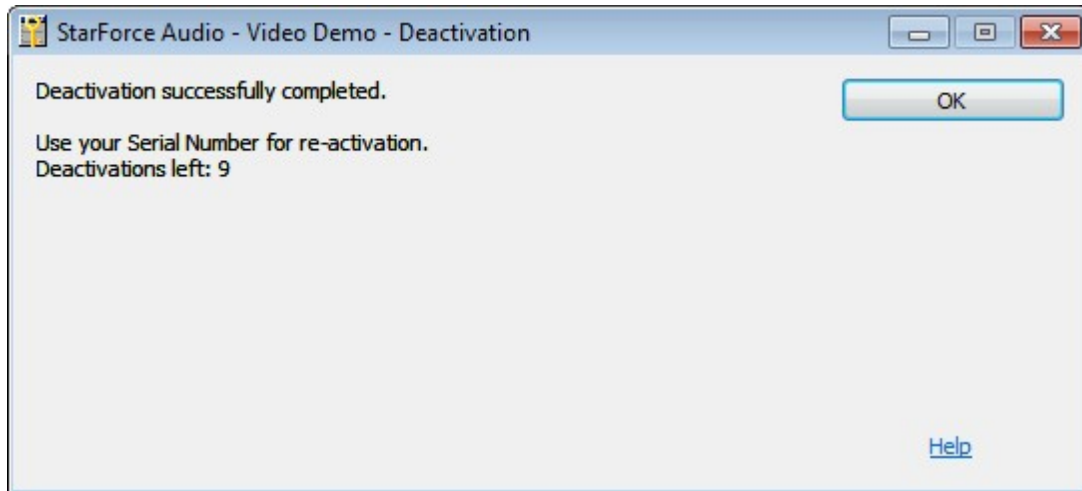 StarForce Audio - Video Demo - Deactivation
Deactivation successfully completed.
OK
Use your Serial Number for re-activation.
Deactivations left: 9
Help